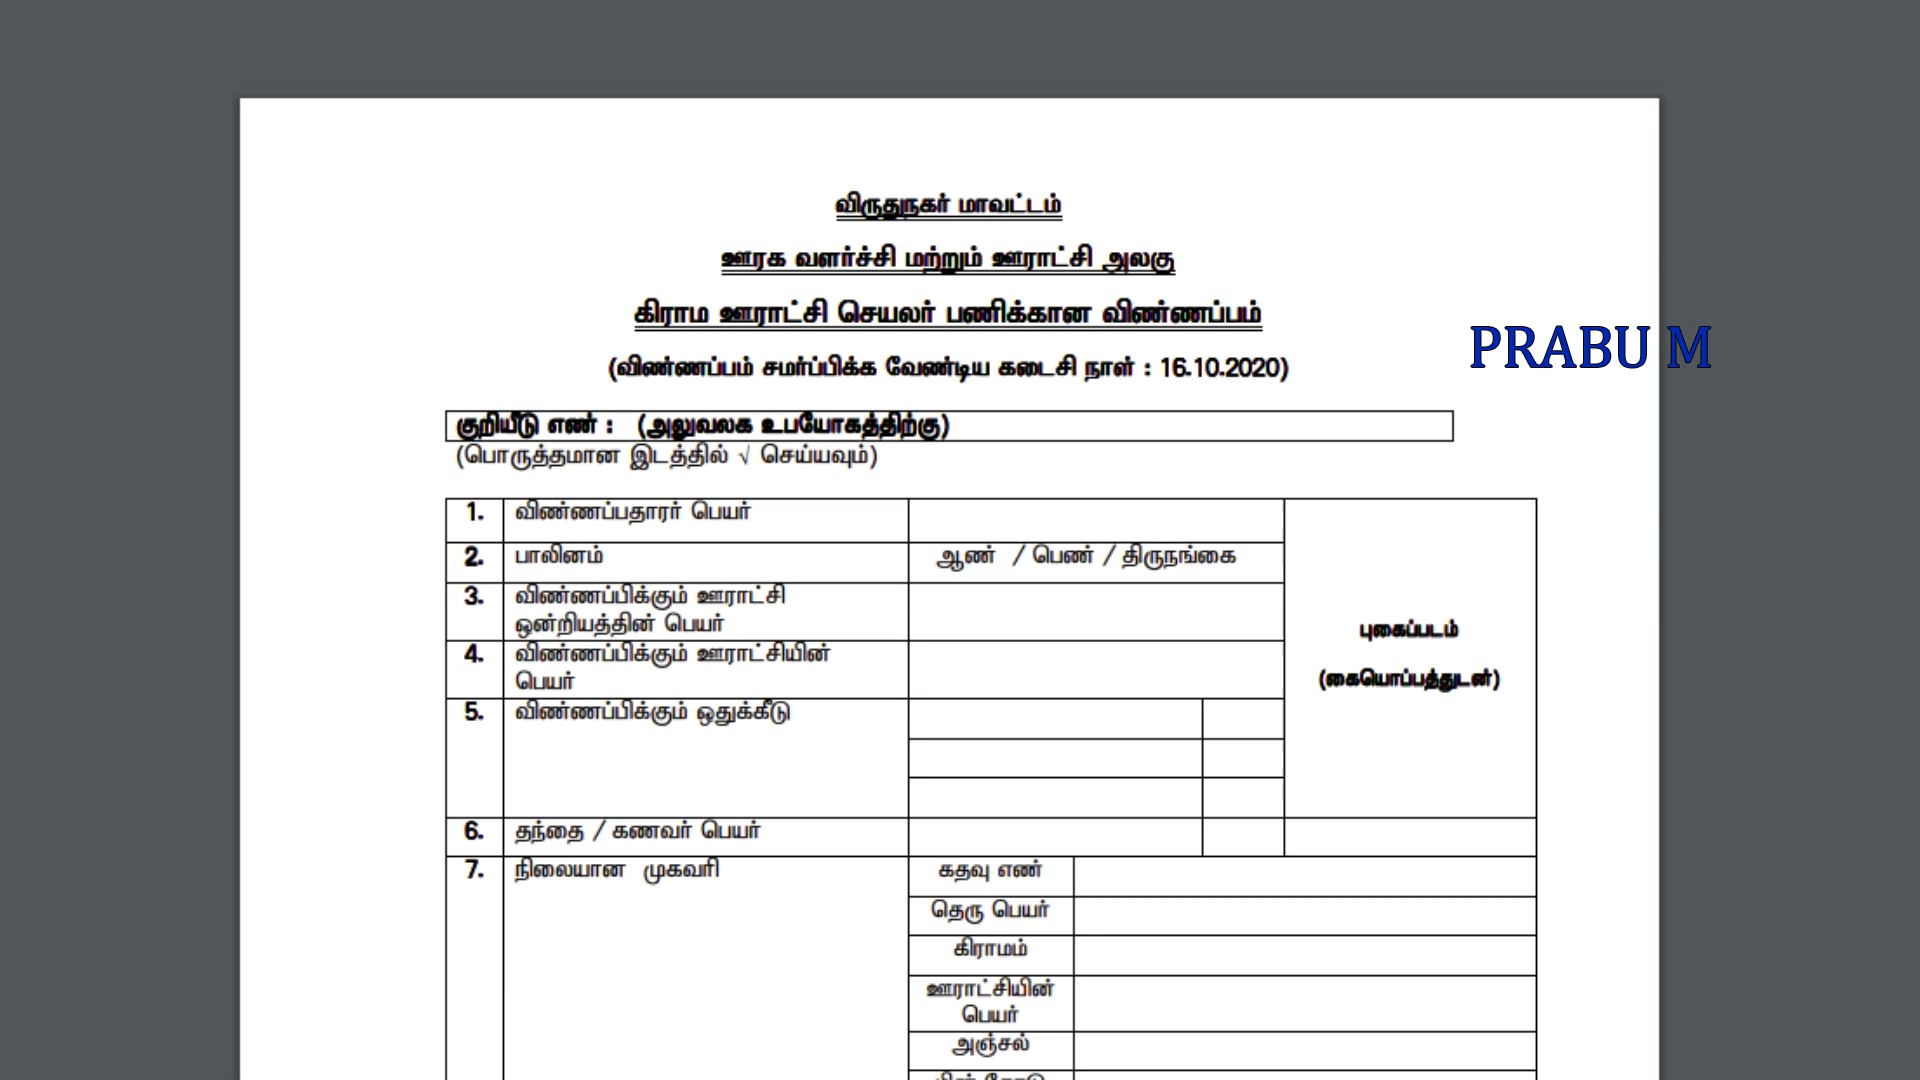 விருதுநகர் மாவட்டம்
ஊரக வளர்ச்சி மற்றும் ஊராட்சி அலகு
கிராம ஊராட்சி செயலர் பணிக்கான விண்ணப்பம்
(விண்ணப்பம் சமர்ப்பிக்க வேண்டிய கடைசி நாள் : 16.10.2020)
PRABU M
குறியீடு எண் : (அலுவலக உபயோகத்திற்கு)
(பொருத்தமான இடத்தில் √ செய்யவும்)
1. விண்ணப்பதாரர் பெயர்
2. பாலினம் ஆண் / பெண் / திருநங்கை
3. விண்ணப்பிக்கும் ஊராட்சி
ஒன்றியத்தின் பெயர்
புகைப்படம்
(கையொப்பத்துடன்)
4. விண்ணப்பிக்கும் ஊராட்சியின்
பெயர்
5. விண்ணப்பிக்கும் ஒதுக்கீடு
6. தந்தை / கணவர் பெயர்
7. நிலையான முகவரி கதவு எண்
தெரு பெயர்
கிராமம்
ஊராட்சியின்
பெயர்
அஞ்சல்